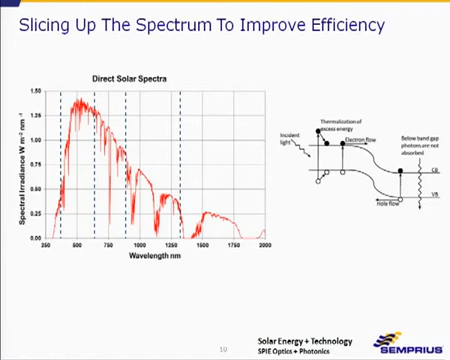 Slicing Up The Spectrum To Improve Efficiency
Direct Solar Spectra
Spectral Irradiance W m⁻² nm⁻¹
1.50
1.25
1.00
0.75
0.50
0.25
0.00
250
500
750
1000
1250
1500
1750
2000
Wavelength nm
Thermalization of
excess energy
Incident
light
Electron flow
Below band gap
photons are not
absorbed
CB
VB
Hole flow
10
Solar Energy + Technology
SPIE Optics + Photonics
SEMPRIUS